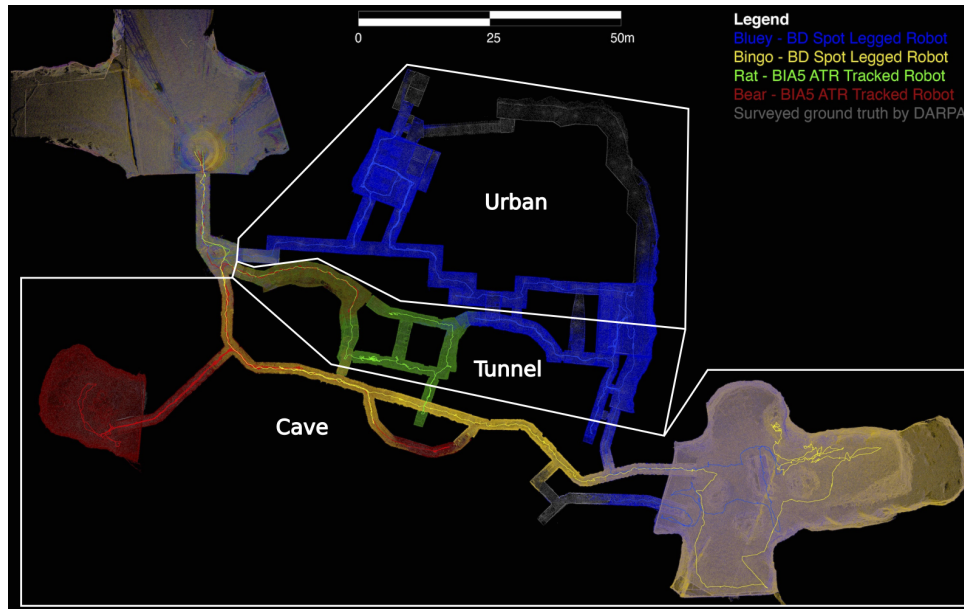 0 25 50m
Legend
Bluey - BD Spot Legged Robot
Bingo - BD Spot Legged Robot
Rat - BIA5 ATR Tracked Robot
Bear - BIA5 ATR Tracked Robot
Surveyed ground truth by DARPA
Urban
Tunnel
Cave